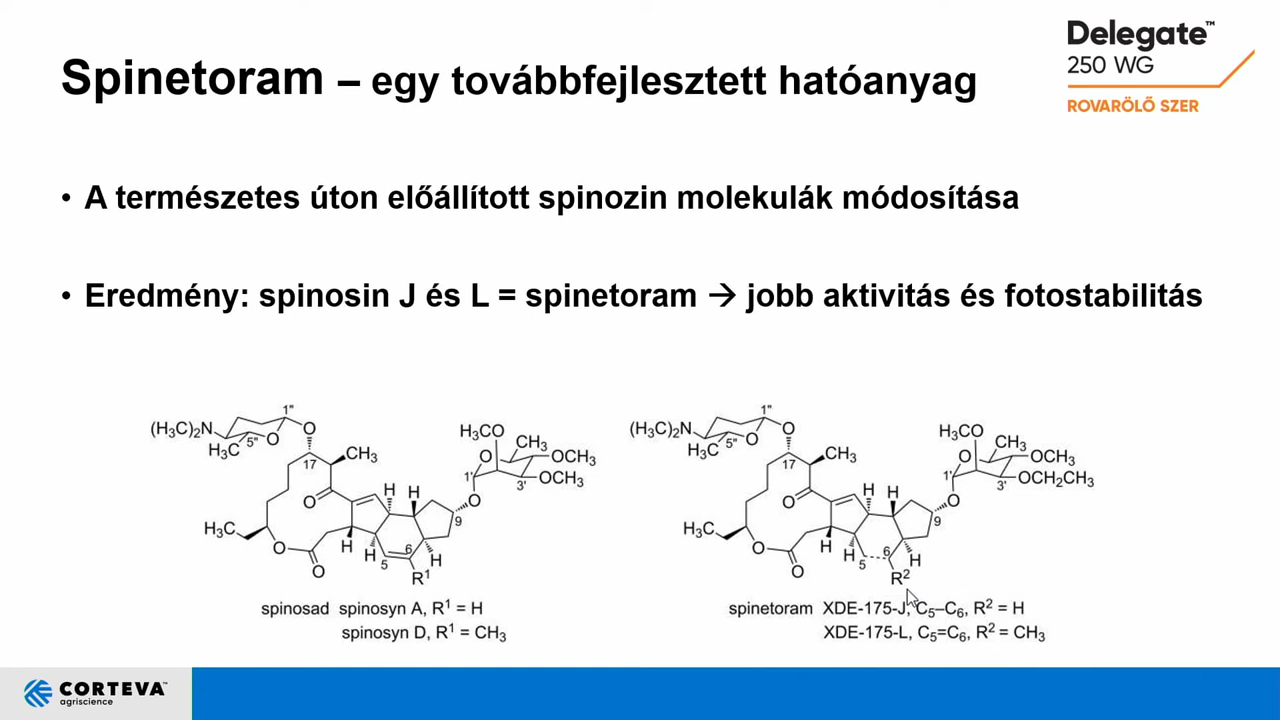 Delegate™
250 WG
ROVARÖLŐ SZER
Spinetoram – egy továbbfejlesztett hatóanyag
• A természetes úton előállított spinozin molekulák módosítása
• Eredmény: spinosin J és L = spinetoram → jobb aktivitás és fotostabilitás
1" 
(H₃C)₂N
O
5"
O
H₃C
17
CH₃
H₃CO
CH₃
O
OCH₃
1'
3'
OCH₃
O
O
H
H
9
H₃C
O
O
H
H
5
6
H
R¹
spinosad spinosyn A, R¹ = H
spinosyn D, R¹ = CH₃
1"
(H₃C)₂N
O
5"
O
H₃C
17
CH₃
H₃CO
CH₃
O
OCH₃
1'
3'
OCH₂CH₃
O
O
H
H
9
H₃C
O
O
H
H
5
6
H
R²
spinetoram XDE-175-J, C₅–C₆, R² = H
XDE-175-L, C₅=C₆, R² = CH₃
CORTEVA™
agriscience